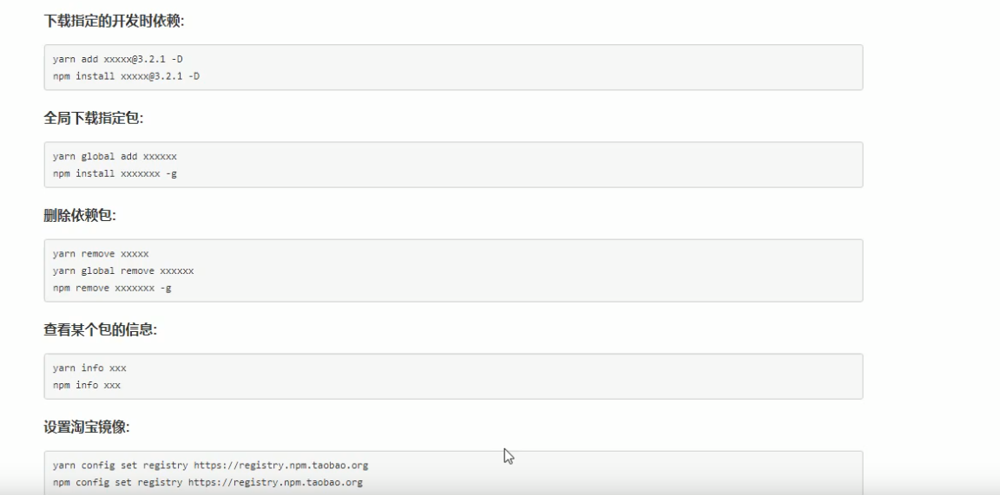 下载指定的开发时依赖:
yarn add xxxxx@3.2.1 -D
npm install xxxxx@3.2.1 -D
全局下载指定包:
yarn global add xxxxxx
npm install xxxxxxx -g
删除依赖包:
yarn remove xxxxx
yarn global remove xxxxxx
npm remove xxxxxxx -g
查看某个包的信息:
yarn info xxx
npm info xxx
设置淘宝镜像:
yarn config set registry https://registry.npm.taobao.org
npm config set registry https://registry.npm.taobao.org